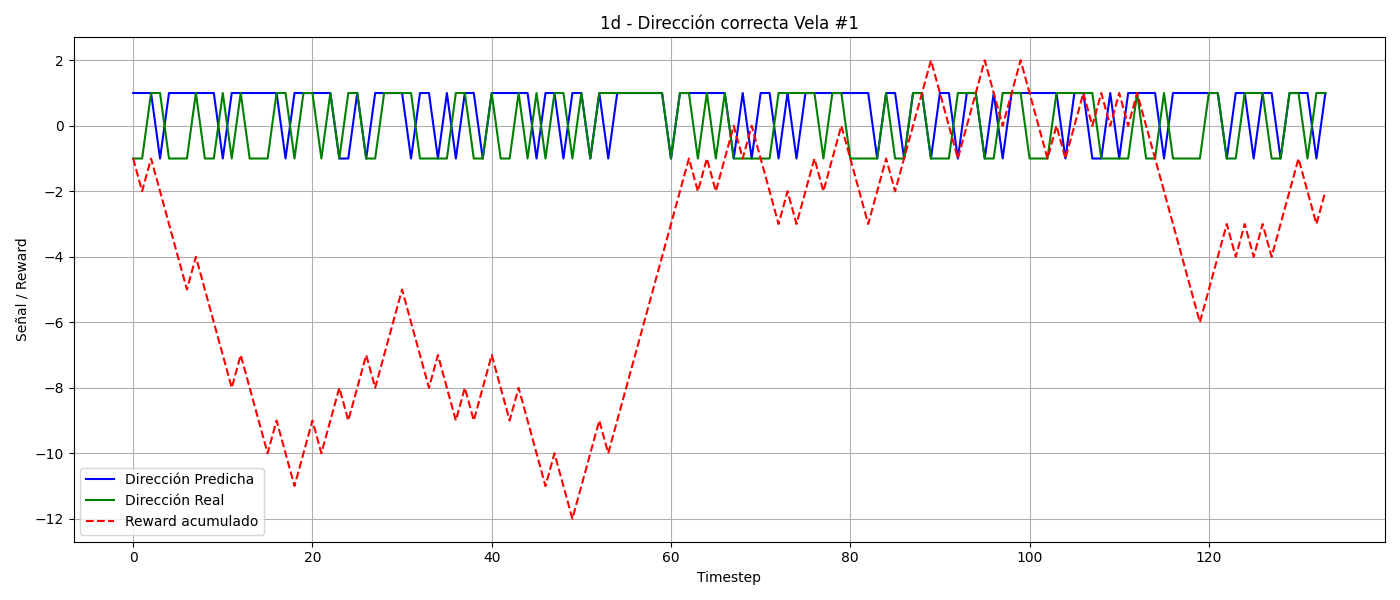 1d - Dirección correcta Vela #1
Señal / Reward
2
0
−2
−4
−6
−8
−10
−12
Dirección Predicha
Dirección Real
Reward acumulado
0 20 40 60 80 100 120
Timestep